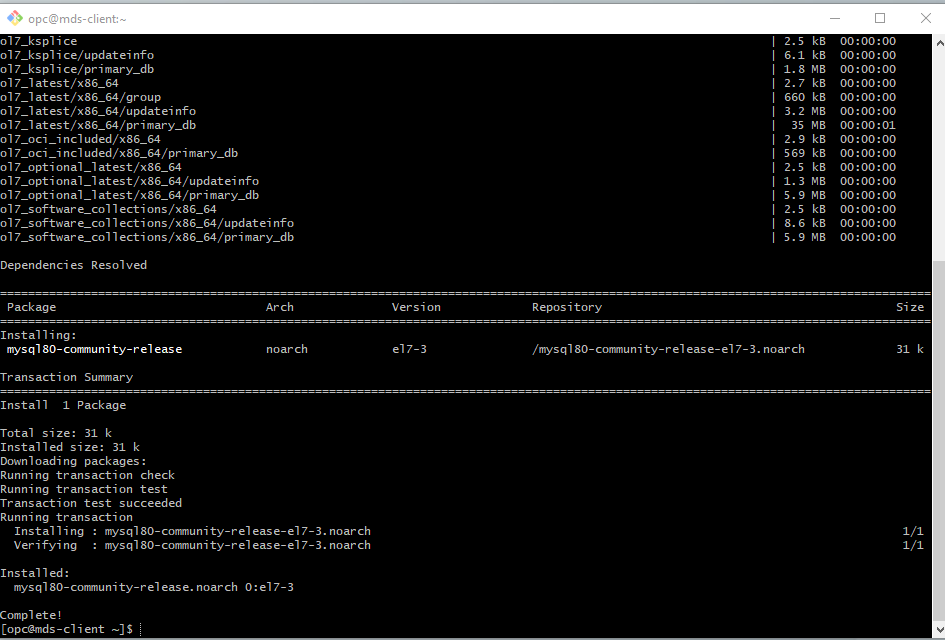 opc@mds-client:~
ol7_ksplice | 2.5 kB 00:00:00
ol7_ksplice/updateinfo | 6.1 kB 00:00:00
ol7_ksplice/primary_db | 1.8 MB 00:00:00
ol7_latest/x86_64 | 2.7 kB 00:00:00
ol7_latest/x86_64/group | 660 kB 00:00:00
ol7_latest/x86_64/updateinfo | 3.2 MB 00:00:00
ol7_latest/x86_64/primary_db | 35 MB 00:00:01
ol7_oci_included/x86_64 | 2.9 kB 00:00:00
ol7_oci_included/x86_64/primary_db | 569 kB 00:00:00
ol7_optional_latest/x86_64 | 2.5 kB 00:00:00
ol7_optional_latest/x86_64/updateinfo | 1.3 MB 00:00:00
ol7_optional_latest/x86_64/primary_db | 5.9 MB 00:00:00
ol7_software_collections/x86_64 | 2.5 kB 00:00:00
ol7_software_collections/x86_64/updateinfo | 8.6 kB 00:00:00
ol7_software_collections/x86_64/primary_db | 5.9 MB 00:00:00
Dependencies Resolved
Package Arch Version Repository Size
Installing:
mysql80-community-release noarch el7-3 /mysql80-community-release-el7-3.noarch 31 k
Transaction Summary
Install 1 Package
Total size: 31 k
Installed size: 31 k
Downloading packages:
Running transaction check
Running transaction test
Transaction test succeeded
Running transaction
Installing : mysql80-community-release-el7-3.noarch 1/1
Verifying : mysql80-community-release-el7-3.noarch 1/1
Installed:
mysql80-community-release.noarch 0:el7-3
Complete!
[opc@mds-client ~]$